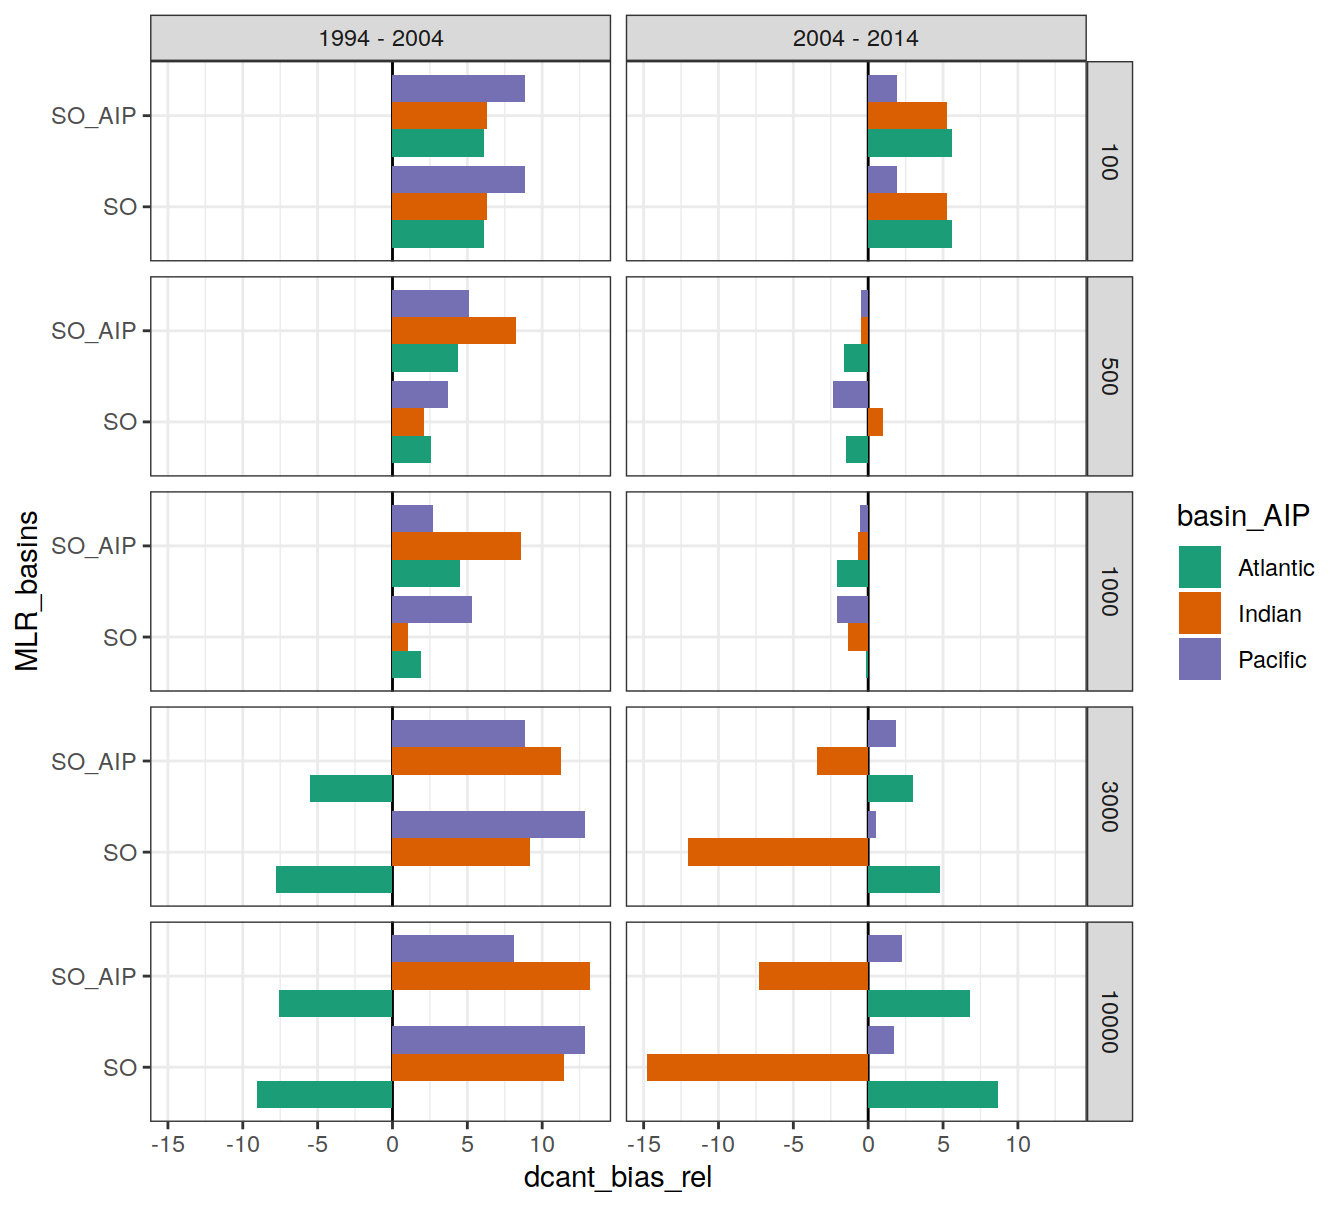 1994 - 2004
2004 - 2014
SO_AIP
SO
100
SO_AIP
SO
500
SO_AIP
SO
1000
SO_AIP
SO
3000
SO_AIP
SO
10000
MLR_basins
-15 -10 -5 0 5 10
-15 -10 -5 0 5 10
dcant_bias_rel
basin_AIP
Atlantic
Indian
Pacific